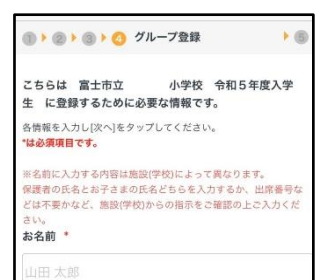 1 ▶ 2 ▶ 3 ▶ 4 グループ登録 ▶ 5
こちらは 富士市立 小学校 令和5年度入学
生 に登録するために必要な情報です。
各情報を入力し[次へ]をタップしてください。
*は必須項目です。
※名前に入力する内容は施設(学校)によって異なります。
保護者の氏名とお子さまの氏名どちらを入力するか、出席番号な
どは不要かなど、施設(学校)からの指示をご確認の上ご入力くだ
さい。
お名前 *
山田 太郎